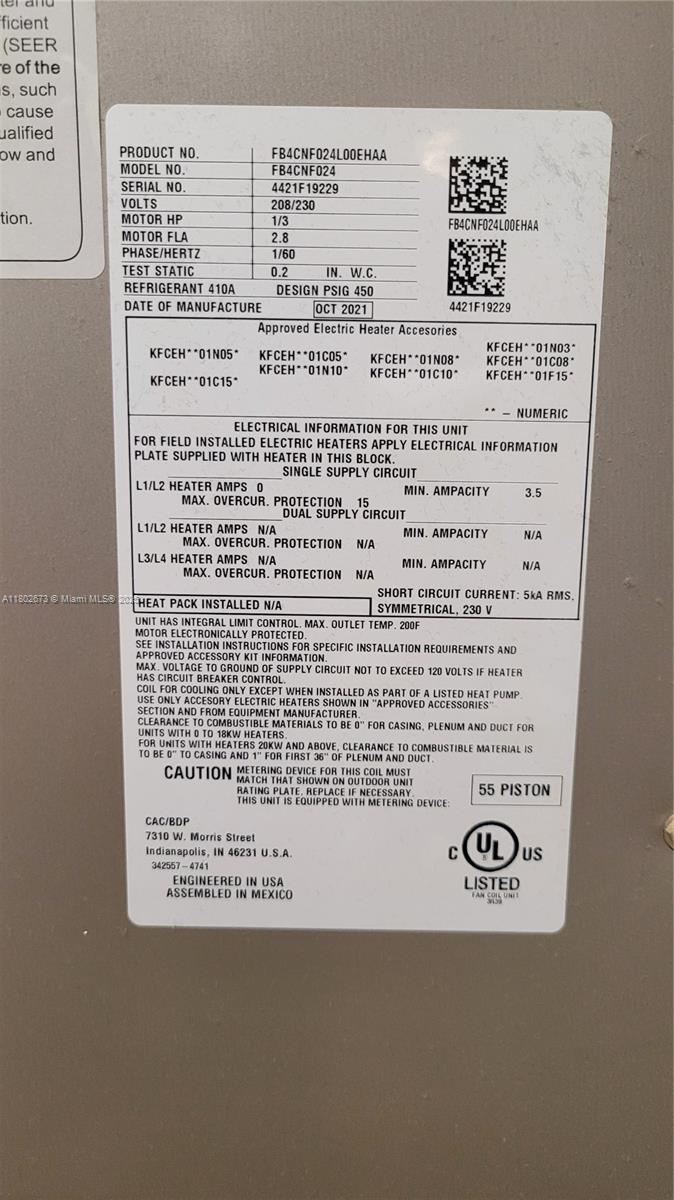 ter and
fficient
(SEER
re of the
s, such
cause
ualified
ow and
tion.
PRODUCT NO. FB4CNF024L00EHAA
MODEL NO. FB4CNF024
SERIAL NO. 4421F19229
VOLTS 208/230
MOTOR HP 1/3
MOTOR FLA 2.8
PHASE/HERTZ 1/60
TEST STATIC 0.2 IN. W.C.
REFRIGERANT 410A DESIGN PSIG 450
DATE OF MANUFACTURE OCT 2021
FB4CNF024L00EHAA
4421F19229
Approved Electric Heater Accesories
KFCEH**01N05* KFCEH**01C05* KFCEH**01N08* KFCEH**01N03*
KFCEH**01C15* KFCEH**01N10* KFCEH**01C10* KFCEH**01C08*
KFCEH**01F15*
** – NUMERIC
ELECTRICAL INFORMATION FOR THIS UNIT
FOR FIELD INSTALLED ELECTRIC HEATERS APPLY ELECTRICAL INFORMATION
PLATE SUPPLIED WITH HEATER IN THIS BLOCK.
SINGLE SUPPLY CIRCUIT
L1/L2 HEATER AMPS 0 MIN. AMPACITY 3.5
MAX. OVERCUR. PROTECTION 15
DUAL SUPPLY CIRCUIT
L1/L2 HEATER AMPS N/A MIN. AMPACITY N/A
MAX. OVERCUR. PROTECTION N/A
L3/L4 HEATER AMPS N/A MIN. AMPACITY N/A
MAX. OVERCUR. PROTECTION N/A
SHORT CIRCUIT CURRENT: 5kA RMS.
HEAT PACK INSTALLED N/A SYMMETRICAL, 230 V
UNIT HAS INTEGRAL LIMIT CONTROL. MAX. OUTLET TEMP. 200F
MOTOR ELECTRONICALLY PROTECTED.
SEE INSTALLATION INSTRUCTIONS FOR SPECIFIC INSTALLATION REQUIREMENTS AND
APPROVED ACCESSORY KIT INFORMATION.
MAX. VOLTAGE TO GROUND OF SUPPLY CIRCUIT NOT TO EXCEED 120 VOLTS IF HEATER
HAS CIRCUIT BREAKER CONTROL.
COIL FOR COOLING ONLY EXCEPT WHEN INSTALLED AS PART OF A LISTED HEAT PUMP.
USE ONLY ACCESORY ELECTRIC HEATERS SHOWN IN "APPROVED ACCESSORIES"
SECTION AND FROM EQUIPMENT MANUFACTURER.
CLEARANCE TO COMBUSTIBLE MATERIALS TO BE 0" FOR CASING, PLENUM AND DUCT FOR
UNITS WITH 0 TO 18KW HEATERS.
FOR UNITS WITH HEATERS 20KW AND ABOVE, CLEARANCE TO COMBUSTIBLE MATERIAL IS
TO BE 0" TO CASING AND 1" FOR FIRST 36" OF PLENUM AND DUCT.
CAUTION METERING DEVICE FOR THIS COIL MUST
MATCH THAT SHOWN ON OUTDOOR UNIT
RATING PLATE. REPLACE IF NECESSARY.
THIS UNIT IS EQUIPPED WITH METERING DEVICE: 55 PISTON
CAC/BDP
7310 W. Morris Street
Indianapolis, IN 46231 U.S.A.
342557-4741
ENGINEERED IN USA
ASSEMBLED IN MEXICO
C UL US
LISTED
FAN COIL UNIT
A11802673 © Miami MLS®